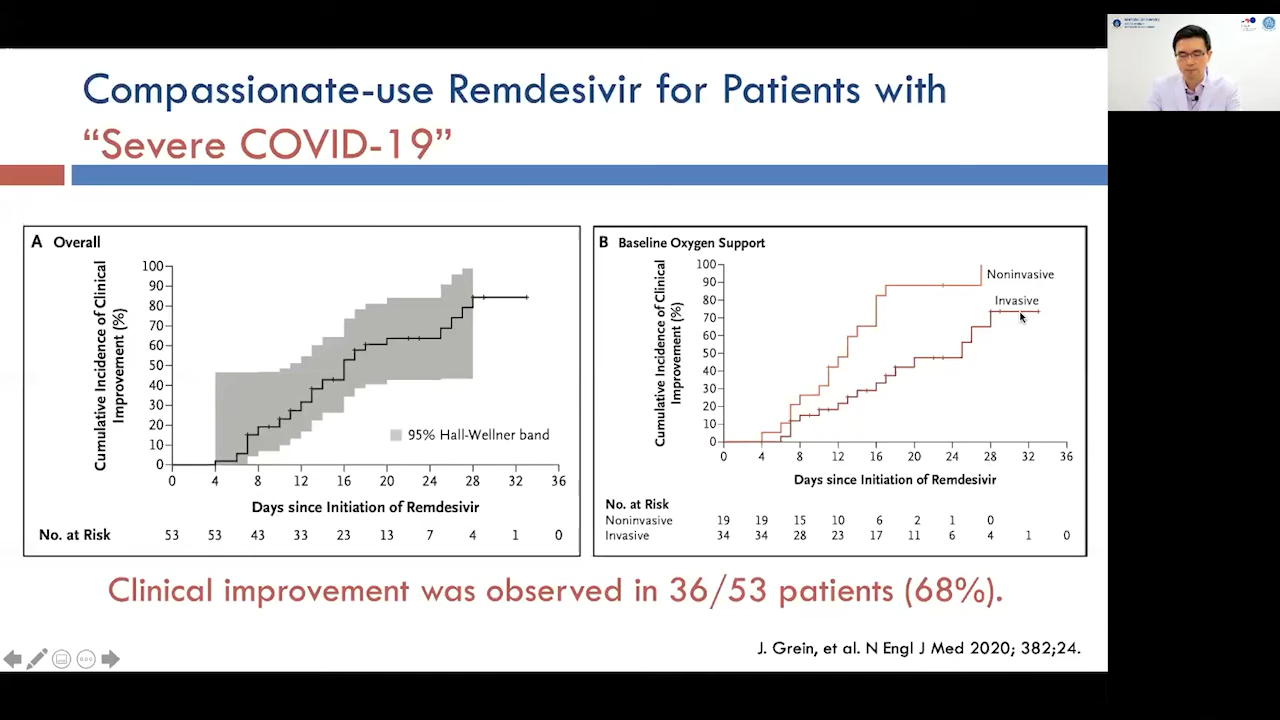 Compassionate-use Remdesivir for Patients with
“Severe COVID-19”
A Overall
Cumulative Incidence of Clinical
Improvement (%)
100
90
80
70
60
50
40
30
20
10
0
95% Hall-Wellner band
0 4 8 12 16 20 24 28 32 36
Days since Initiation of Remdesivir
No. at Risk 53 53 43 33 23 13 7 4 1 0
B Baseline Oxygen Support
Cumulative Incidence of Clinical
Improvement (%)
100
90
80
70
60
50
40
30
20
10
0
Noninvasive
Invasive
0 4 8 12 16 20 24 28 32 36
Days since Initiation of Remdesivir
No. at Risk
Noninvasive 19 19 15 10 6 2 1 0
Invasive 34 34 28 23 17 11 6 4 1 0
Clinical improvement was observed in 36/53 patients (68%).
J. Grein, et al. N Engl J Med 2020; 382;24.